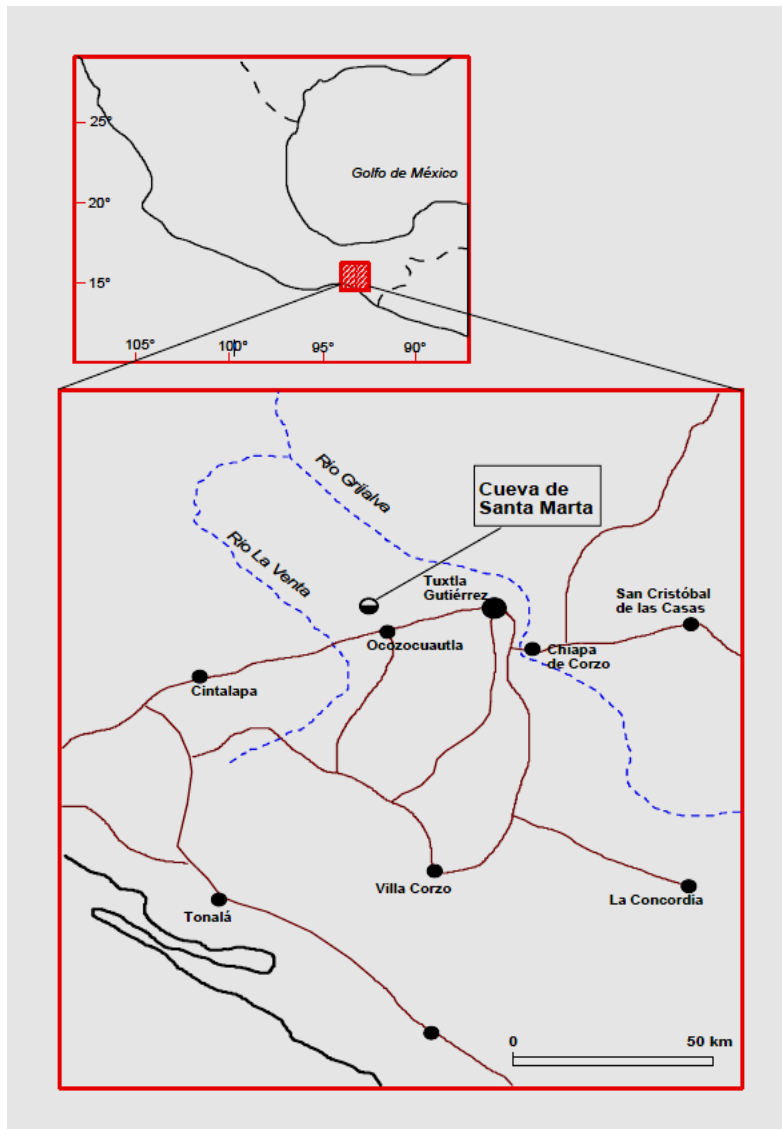 25°
Golfo de México
20°
15°
105°
100°
95°
90°
Río Grijalva
Cueva de
Santa Marta
Río La Venta
Tuxtla
Gutiérrez
San Cristóbal
de las Casas
Ocozocuautla
Chiapa
de Corzo
Cintalapa
Villa Corzo
La Concordia
Tonalá
0
50 km